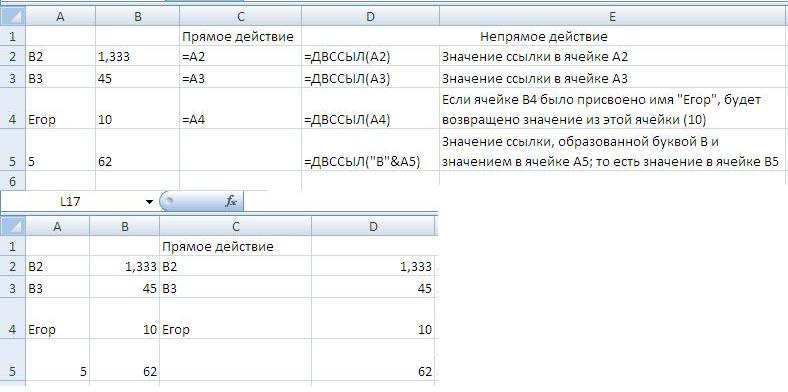 A B C D E
1 Прямое действие Непрямое действие
2 B2 1,333 =A2 =ДВССЫЛ(A2) Значение ссылки в ячейке A2
3 B3 45 =A3 =ДВССЫЛ(A3) Значение ссылки в ячейке A3
Если ячейке B4 было присвоено имя "Егор", будет
4 Егор 10 =A4 =ДВССЫЛ(A4) возвращено значение из этой ячейки (10)
Значение ссылки, образованной буквой B и
5 5 62 =ДВССЫЛ("B"&A5) значением в ячейке A5; то есть значение в ячейке B5
6
L17 fx
A B C D
1 Прямое действие
2 B2 1,333 B2 1,333
3 B3 45 B3 45
4 Егор 10 Егор 10
5 5 62 62